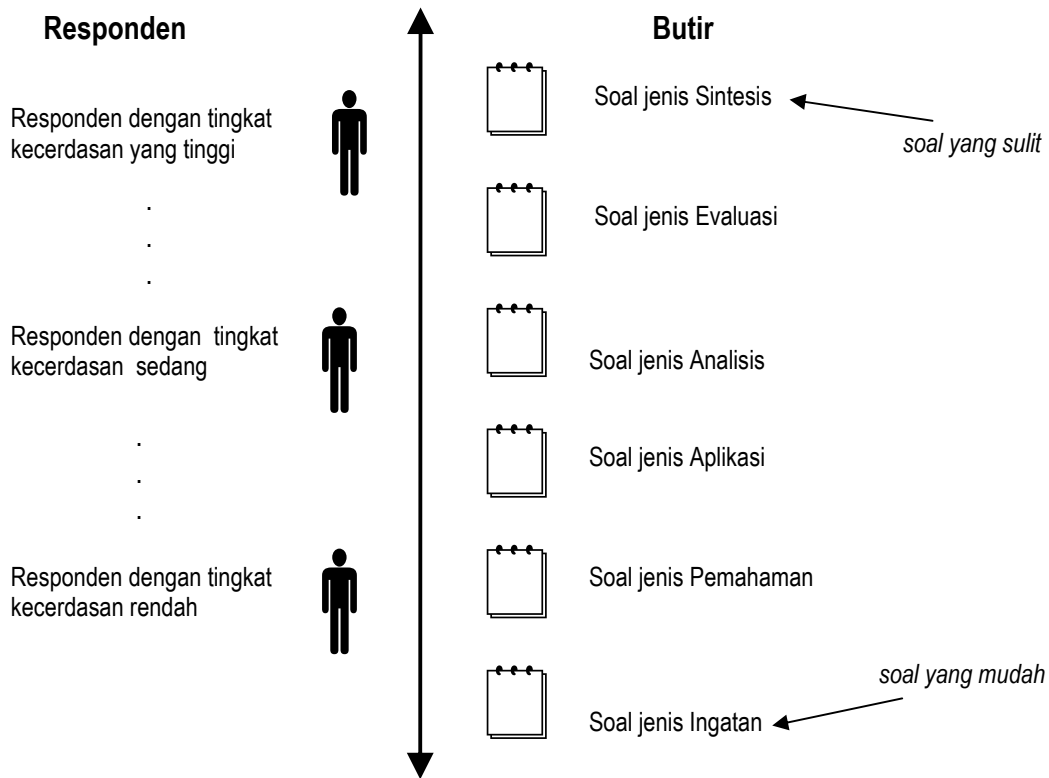 Responden
Butir
Responden dengan tingkat
kecerdasan yang tinggi
.
.
.
Responden dengan tingkat
kecerdasan sedang
.
.
.
Responden dengan tingkat
kecerdasan rendah
Soal jenis Sintesis
soal yang sulit
Soal jenis Evaluasi
Soal jenis Analisis
Soal jenis Aplikasi
Soal jenis Pemahaman
soal yang mudah
Soal jenis Ingatan